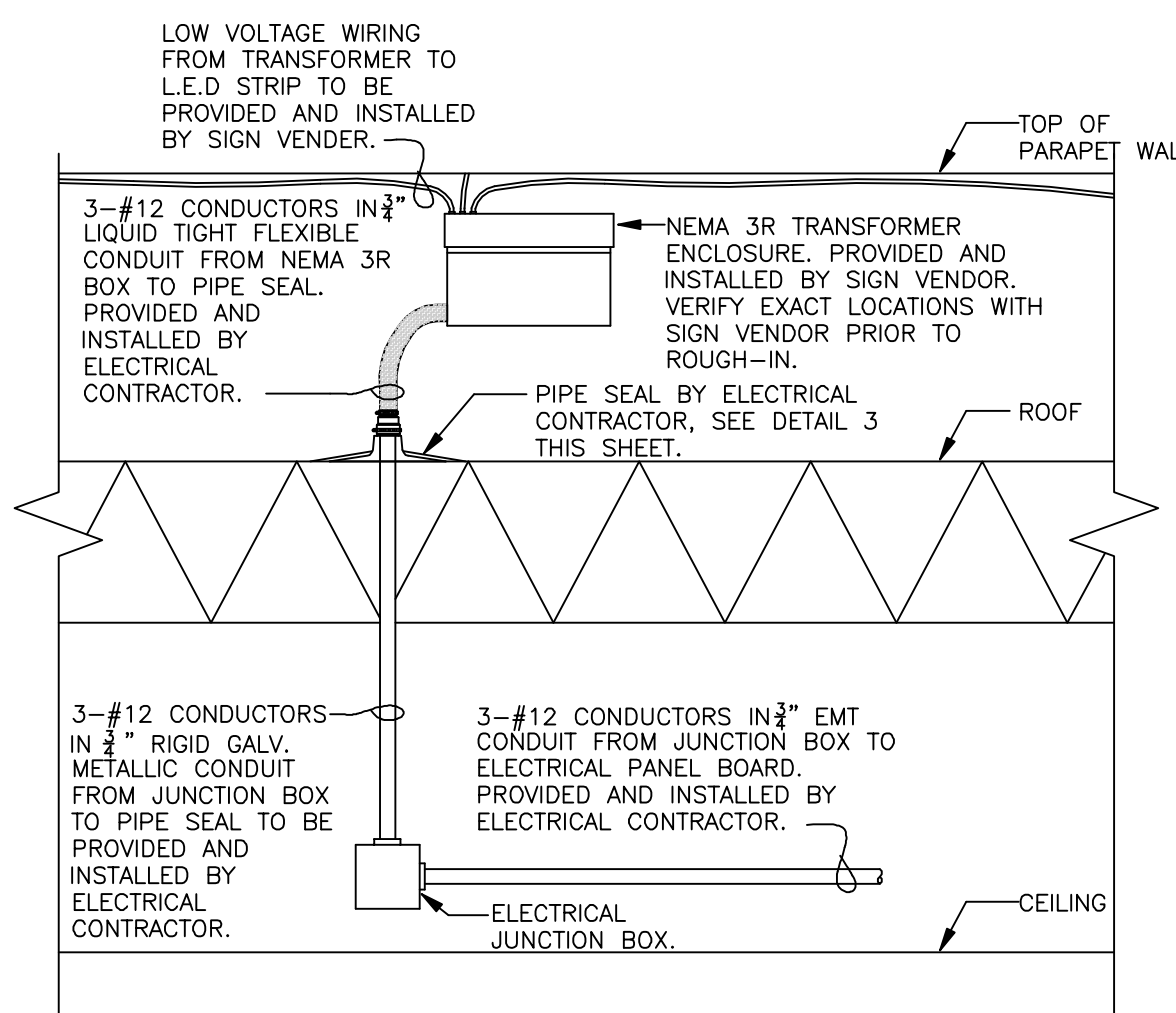 LOW VOLTAGE WIRING
FROM TRANSFORMER TO
L.E.D STRIP TO BE
PROVIDED AND INSTALLED
BY SIGN VENDER.
TOP OF
PARAPET WAL
3-#12 CONDUCTORS IN 3/4"
LIQUID TIGHT FLEXIBLE
CONDUIT FROM NEMA 3R
BOX TO PIPE SEAL.
PROVIDED AND
INSTALLED BY
ELECTRICAL
CONTRACTOR.
NEMA 3R TRANSFORMER
ENCLOSURE. PROVIDED AND
INSTALLED BY SIGN VENDOR.
VERIFY EXACT LOCATIONS WITH
SIGN VENDOR PRIOR TO
ROUGH-IN.
PIPE SEAL BY ELECTRICAL
CONTRACTOR, SEE DETAIL 3
THIS SHEET.
ROOF
3-#12 CONDUCTORS
IN 3/4" RIGID GALV.
METALLIC CONDUIT
FROM JUNCTION BOX
TO PIPE SEAL TO BE
PROVIDED AND
INSTALLED BY
ELECTRICAL
CONTRACTOR.
3-#12 CONDUCTORS IN 3/4" EMT
CONDUIT FROM JUNCTION BOX TO
ELECTRICAL PANEL BOARD.
PROVIDED AND INSTALLED BY
ELECTRICAL CONTRACTOR.
ELECTRICAL
JUNCTION BOX.
CEILING